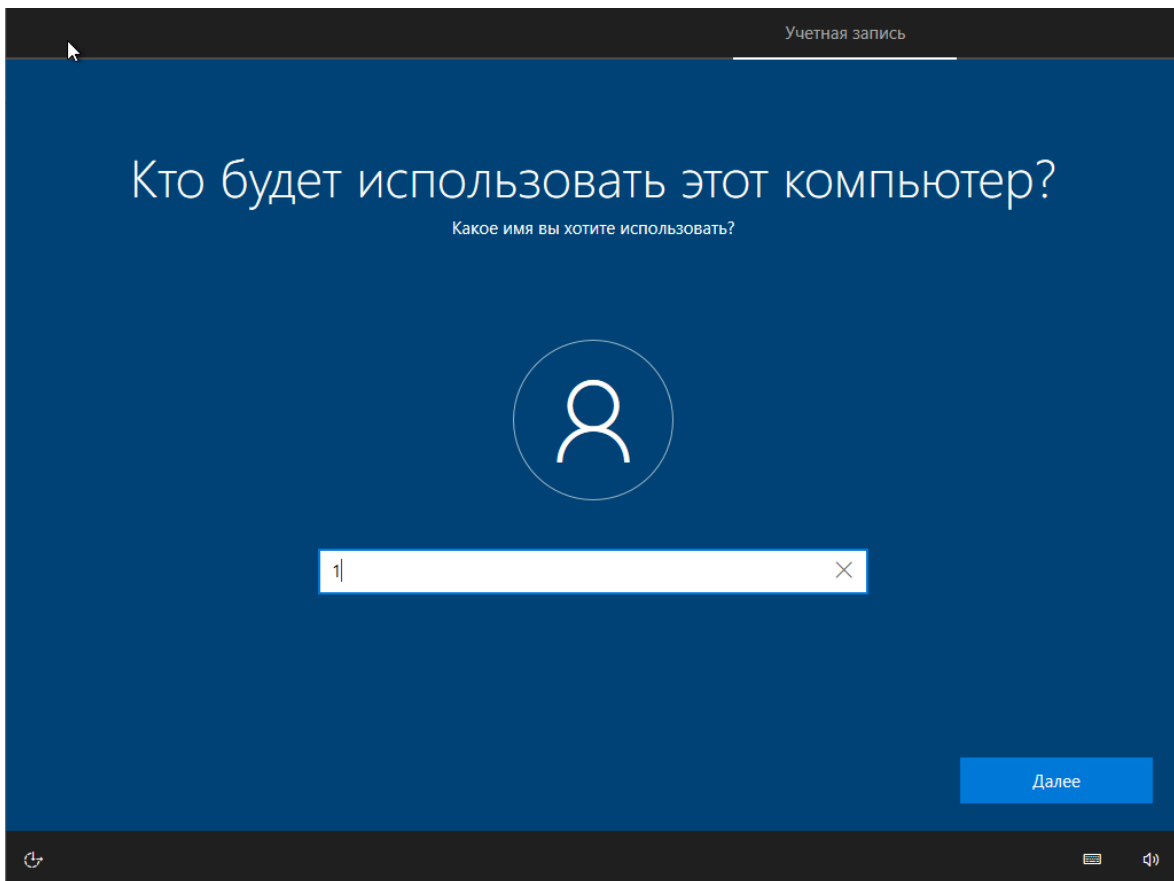 Учетная запись
Кто будет использовать этот компьютер?
Какое имя вы хотите использовать?
1
Далее